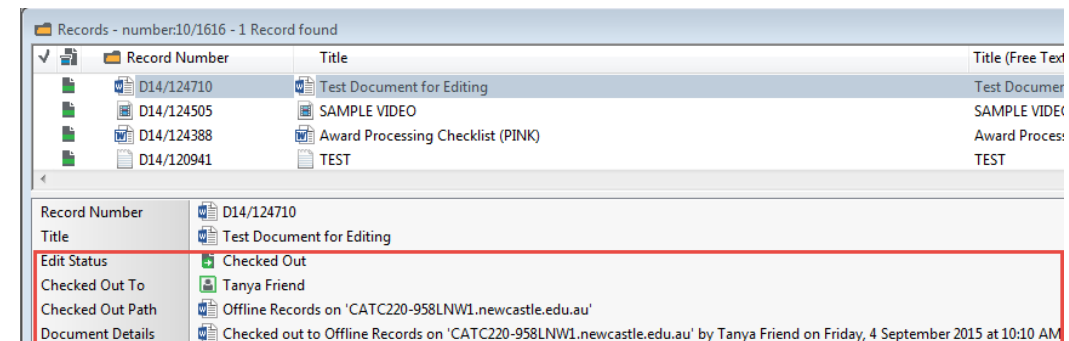 Records - number:10/1616 - 1 Record found
Record Number Title Title (Free Text
D14/124710 Test Document for Editing Test Documen
D14/124505 SAMPLE VIDEO SAMPLE VIDEO
D14/124388 Award Processing Checklist (PINK) Award Process
D14/120941 TEST TEST
Record Number D14/124710
Title Test Document for Editing
Edit Status Checked Out
Checked Out To Tanya Friend
Checked Out Path Offline Records on 'CATC220-958LNW1.newcastle.edu.au'
Document Details Checked out to Offline Records on 'CATC220-958LNW1.newcastle.edu.au' by Tanya Friend on Friday, 4 September 2015 at 10:10 AM